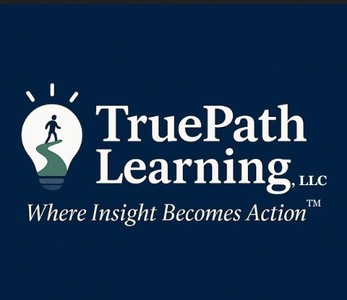 TruePath
Learning, LLC
Where Insight Becomes Action™